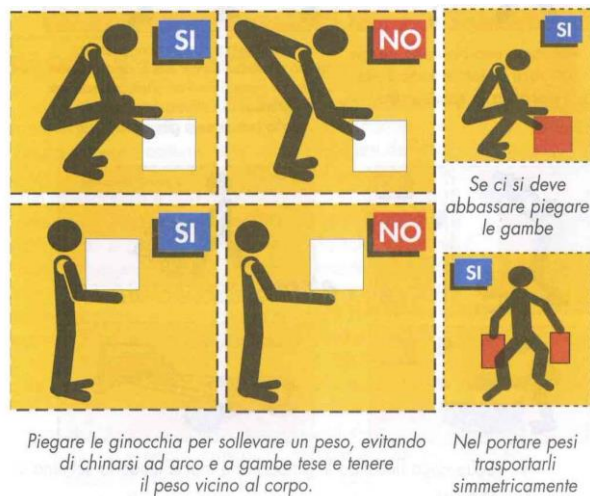 SI
NO
SI
Se ci si deve
abbassare piegare
le gambe
SI
NO
SI
Piegare le ginocchia per sollevare un peso, evitando
di chinarsi ad arco e a gambe tese e tenere
il peso vicino al corpo.
Nel portare pesi
trasportarli
simmetricamente